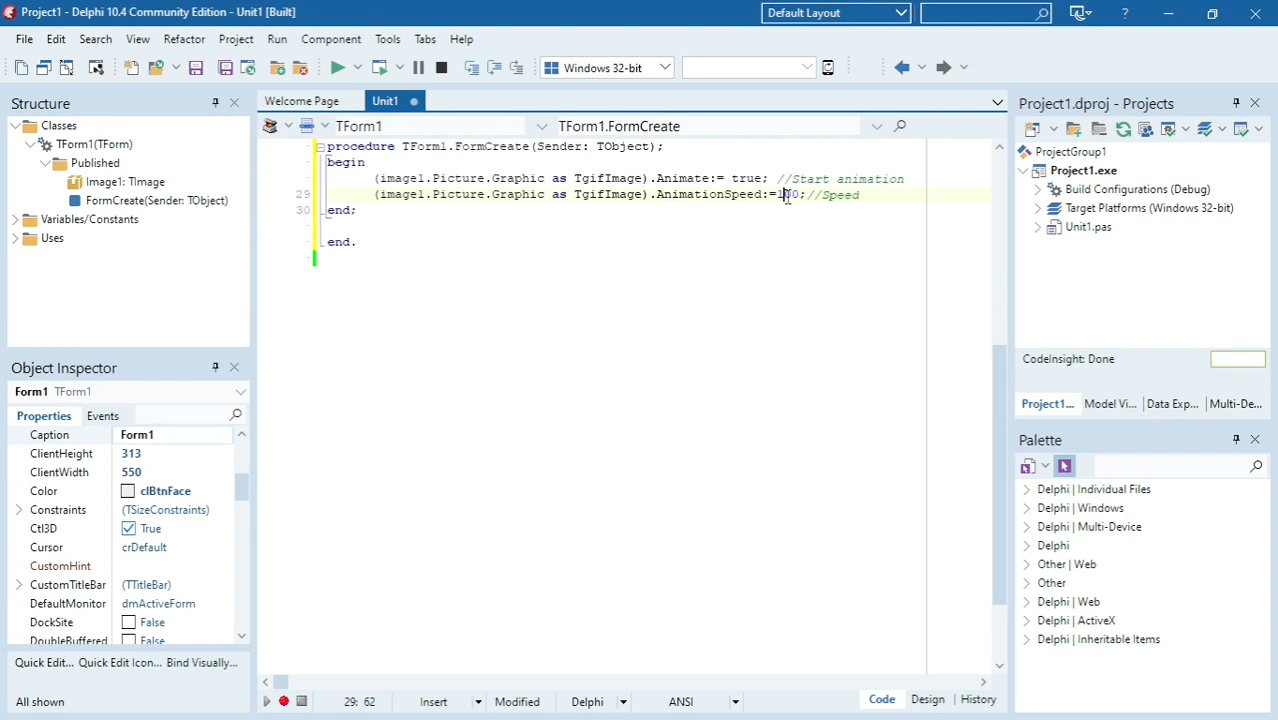 Project1 - Delphi 10.4 Community Edition - Unit1 [Built]
Default Layout
File Edit Search View Refactor Project Run Component Tools Tabs Help
Windows 32-bit
Structure
Classes
TForm1(TForm)
Published
Image1: TImage
FormCreate(Sender: TObject)
Variables/Constants
Uses
Object Inspector
Form1 TForm1
Properties Events
Caption Form1
ClientHeight 313
ClientWidth 550
Color clBtnFace
Constraints (TSizeConstraints)
Ctl3D True
Cursor crDefault
CustomHint
CustomTitleBar (TTitleBar)
DefaultMonitor dmActiveForm
DockSite False
DoubleBuffered False
Quick Edit... Quick Edit Icon... Bind Visually...
All shown
Welcome Page Unit1
TForm1 TForm1.FormCreate
procedure TForm1.FormCreate(Sender: TObject);
begin
(image1.Picture.Graphic as TgifImage).Animate:= true; //Start animation
29 (image1.Picture.Graphic as TgifImage).AnimationSpeed:=100;//Speed
30 end;
end.
29: 62 Insert Modified Delphi ANSI Code Design History
Project1.dproj - Projects
ProjectGroup1
Project1.exe
Build Configurations (Debug)
Target Platforms (Windows 32-bit)
Unit1.pas
CodeInsight: Done
Project1... Model Vi... Data Exp... Multi-De...
Palette
Delphi | Individual Files
Delphi | Windows
Delphi | Multi-Device
Delphi
Other | Web
Other
Delphi | Web
Delphi | ActiveX
Delphi | Inheritable Items